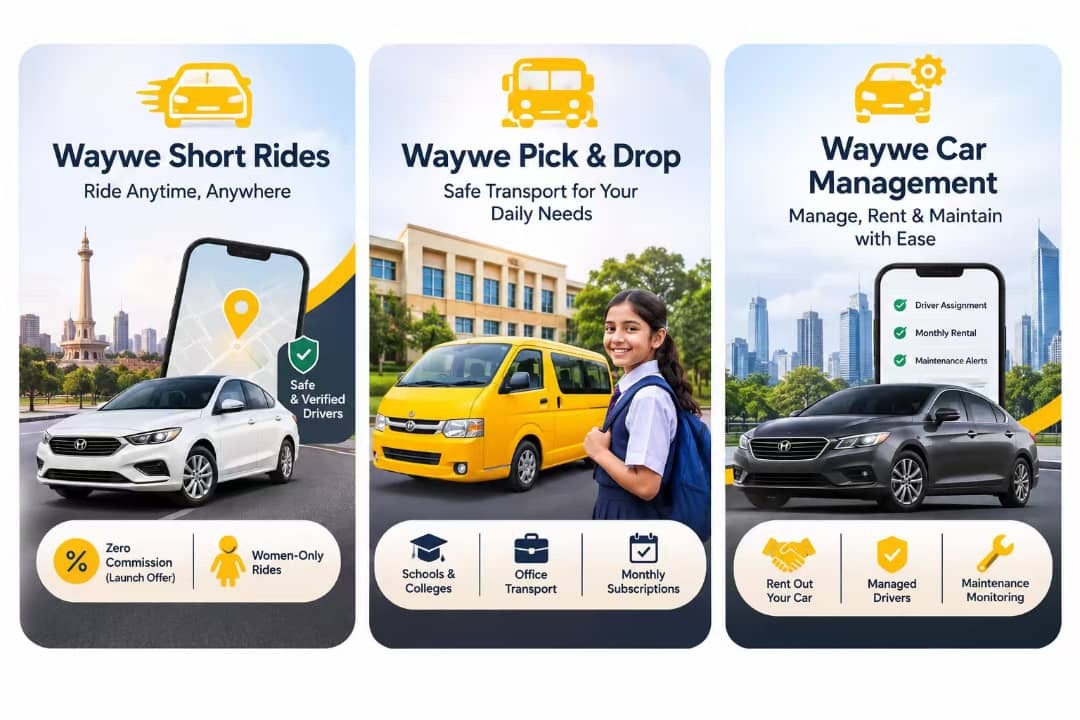 Waywe Short Rides
Ride Anytime, Anywhere
Safe
& Verified
Drivers
%
Zero
Commission
(Launch Offer)
Women-Only
Rides
Waywe Pick & Drop
Safe Transport for Your
Daily Needs
Schools &
Colleges
Office
Transport
Monthly
Subscriptions
Waywe Car
Management
Manage, Rent & Maintain
with Ease
Driver Assignment
Monthly Rental
Maintenance Alerts
Rent Out
Your Car
Managed
Drivers
Maintenance
Monitoring